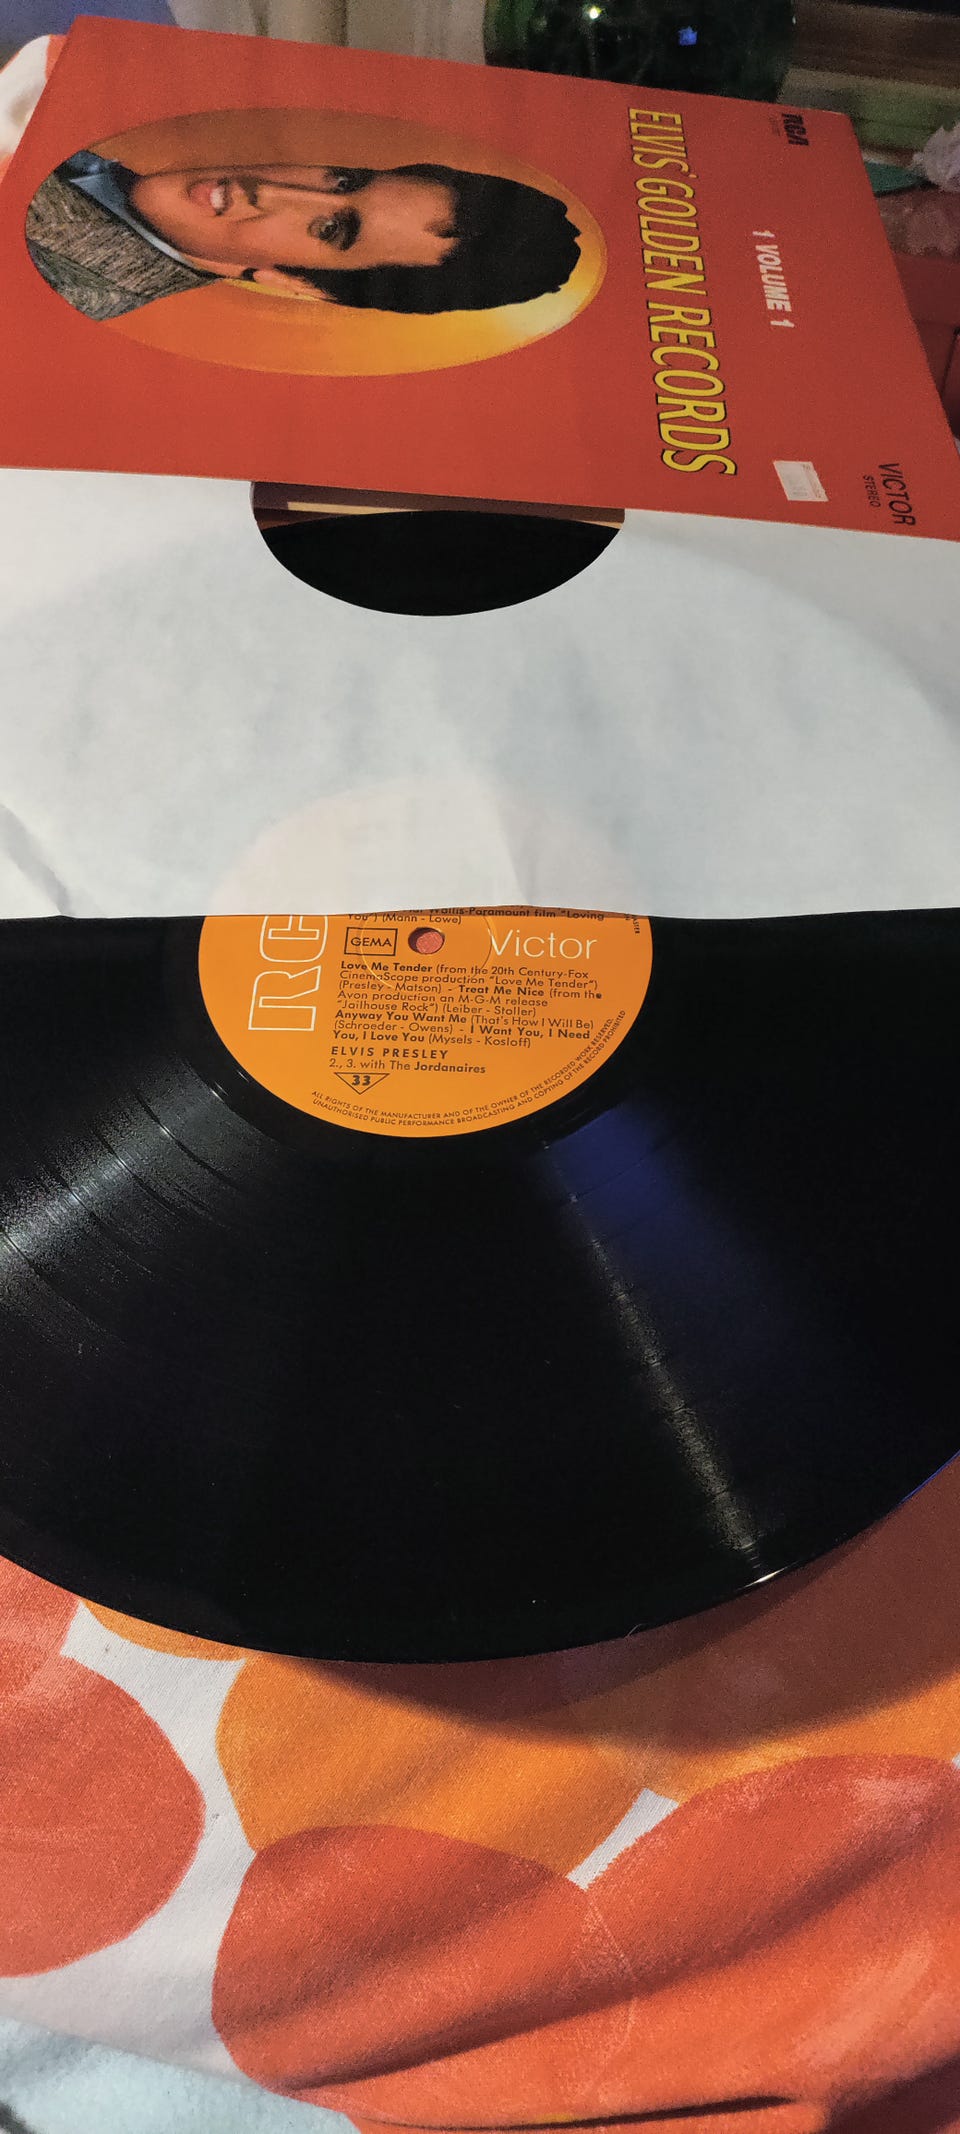 RCA
1 VOLUME 1
VICTOR
STEREO
ELVIS' GOLDEN RECORDS
Wallis-Paramount film "Loving
You") (Mann - Lowe)
GEMA
Victor
Love Me Tender (from the 20th Century-Fox
CinemaScope production "Love Me Tender")
(Presley - Matson) - Treat Me Nice (from the
Avon production an M-G-M release
"Jailhouse Rock") (Leiber - Stoller)
Anyway You Want Me (That's How I Will Be)
(Schroeder - Owens) - I Want You, I Need
You, I Love You (Mysels - Kosloff)
ELVIS PRESLEY
2., 3. with The Jordanaires
33
ALL RIGHTS OF THE MANUFACTURER AND OF THE OWNER OF THE RECORDED WORK RESERVED.
UNAUTHORISED PUBLIC PERFORMANCE BROADCASTING AND COPYING OF THE RECORD PROHIBITED